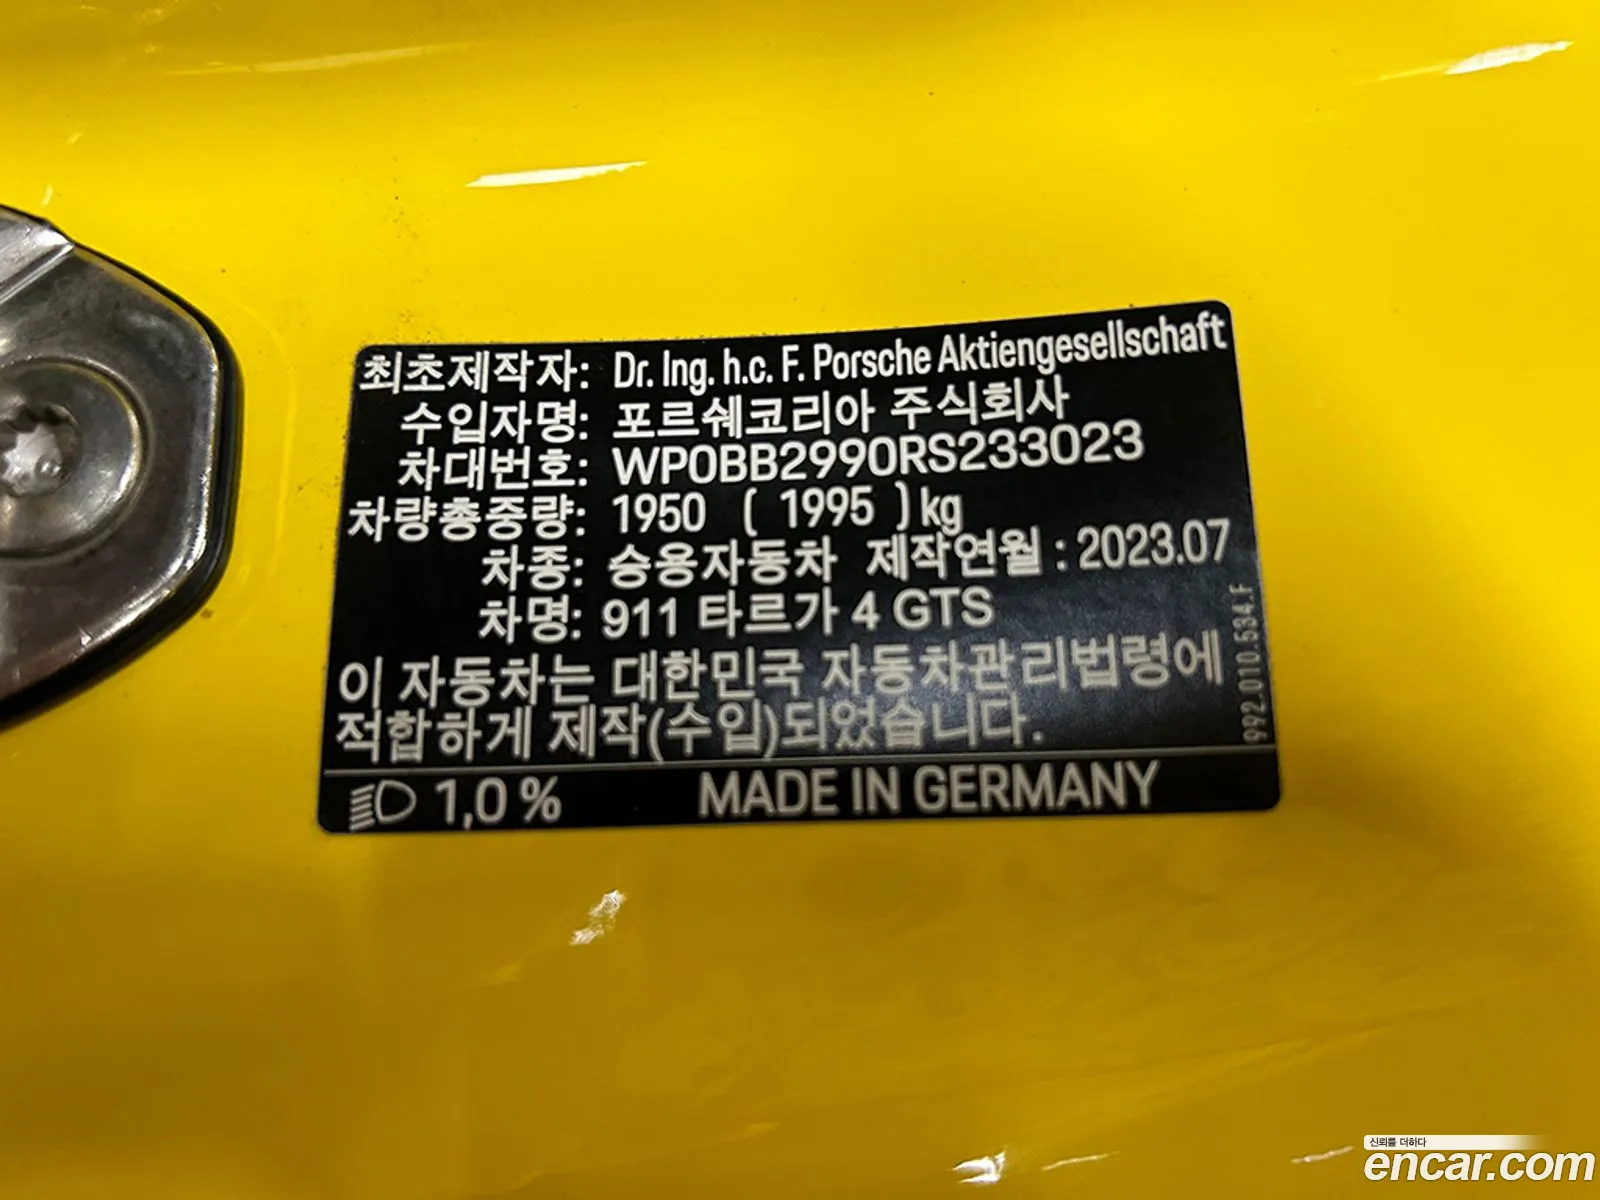 최초제작자: Dr. Ing. h.c. F. Porsche Aktiengesellschaft
수입자명: 포르쉐코리아 주식회사
차대번호: WP0BB2990RS233023
차량총중량: 1950 ( 1995 ) kg
차종: 승용자동차 제작연월 : 2023.07
차명: 911 타르가 4 GTS
이 자동차는 대한민국 자동차관리법령에
적합하게 제작(수입)되었습니다.
992.010.534.F
1,0 % MADE IN GERMANY
신뢰를 더하다
encar.com